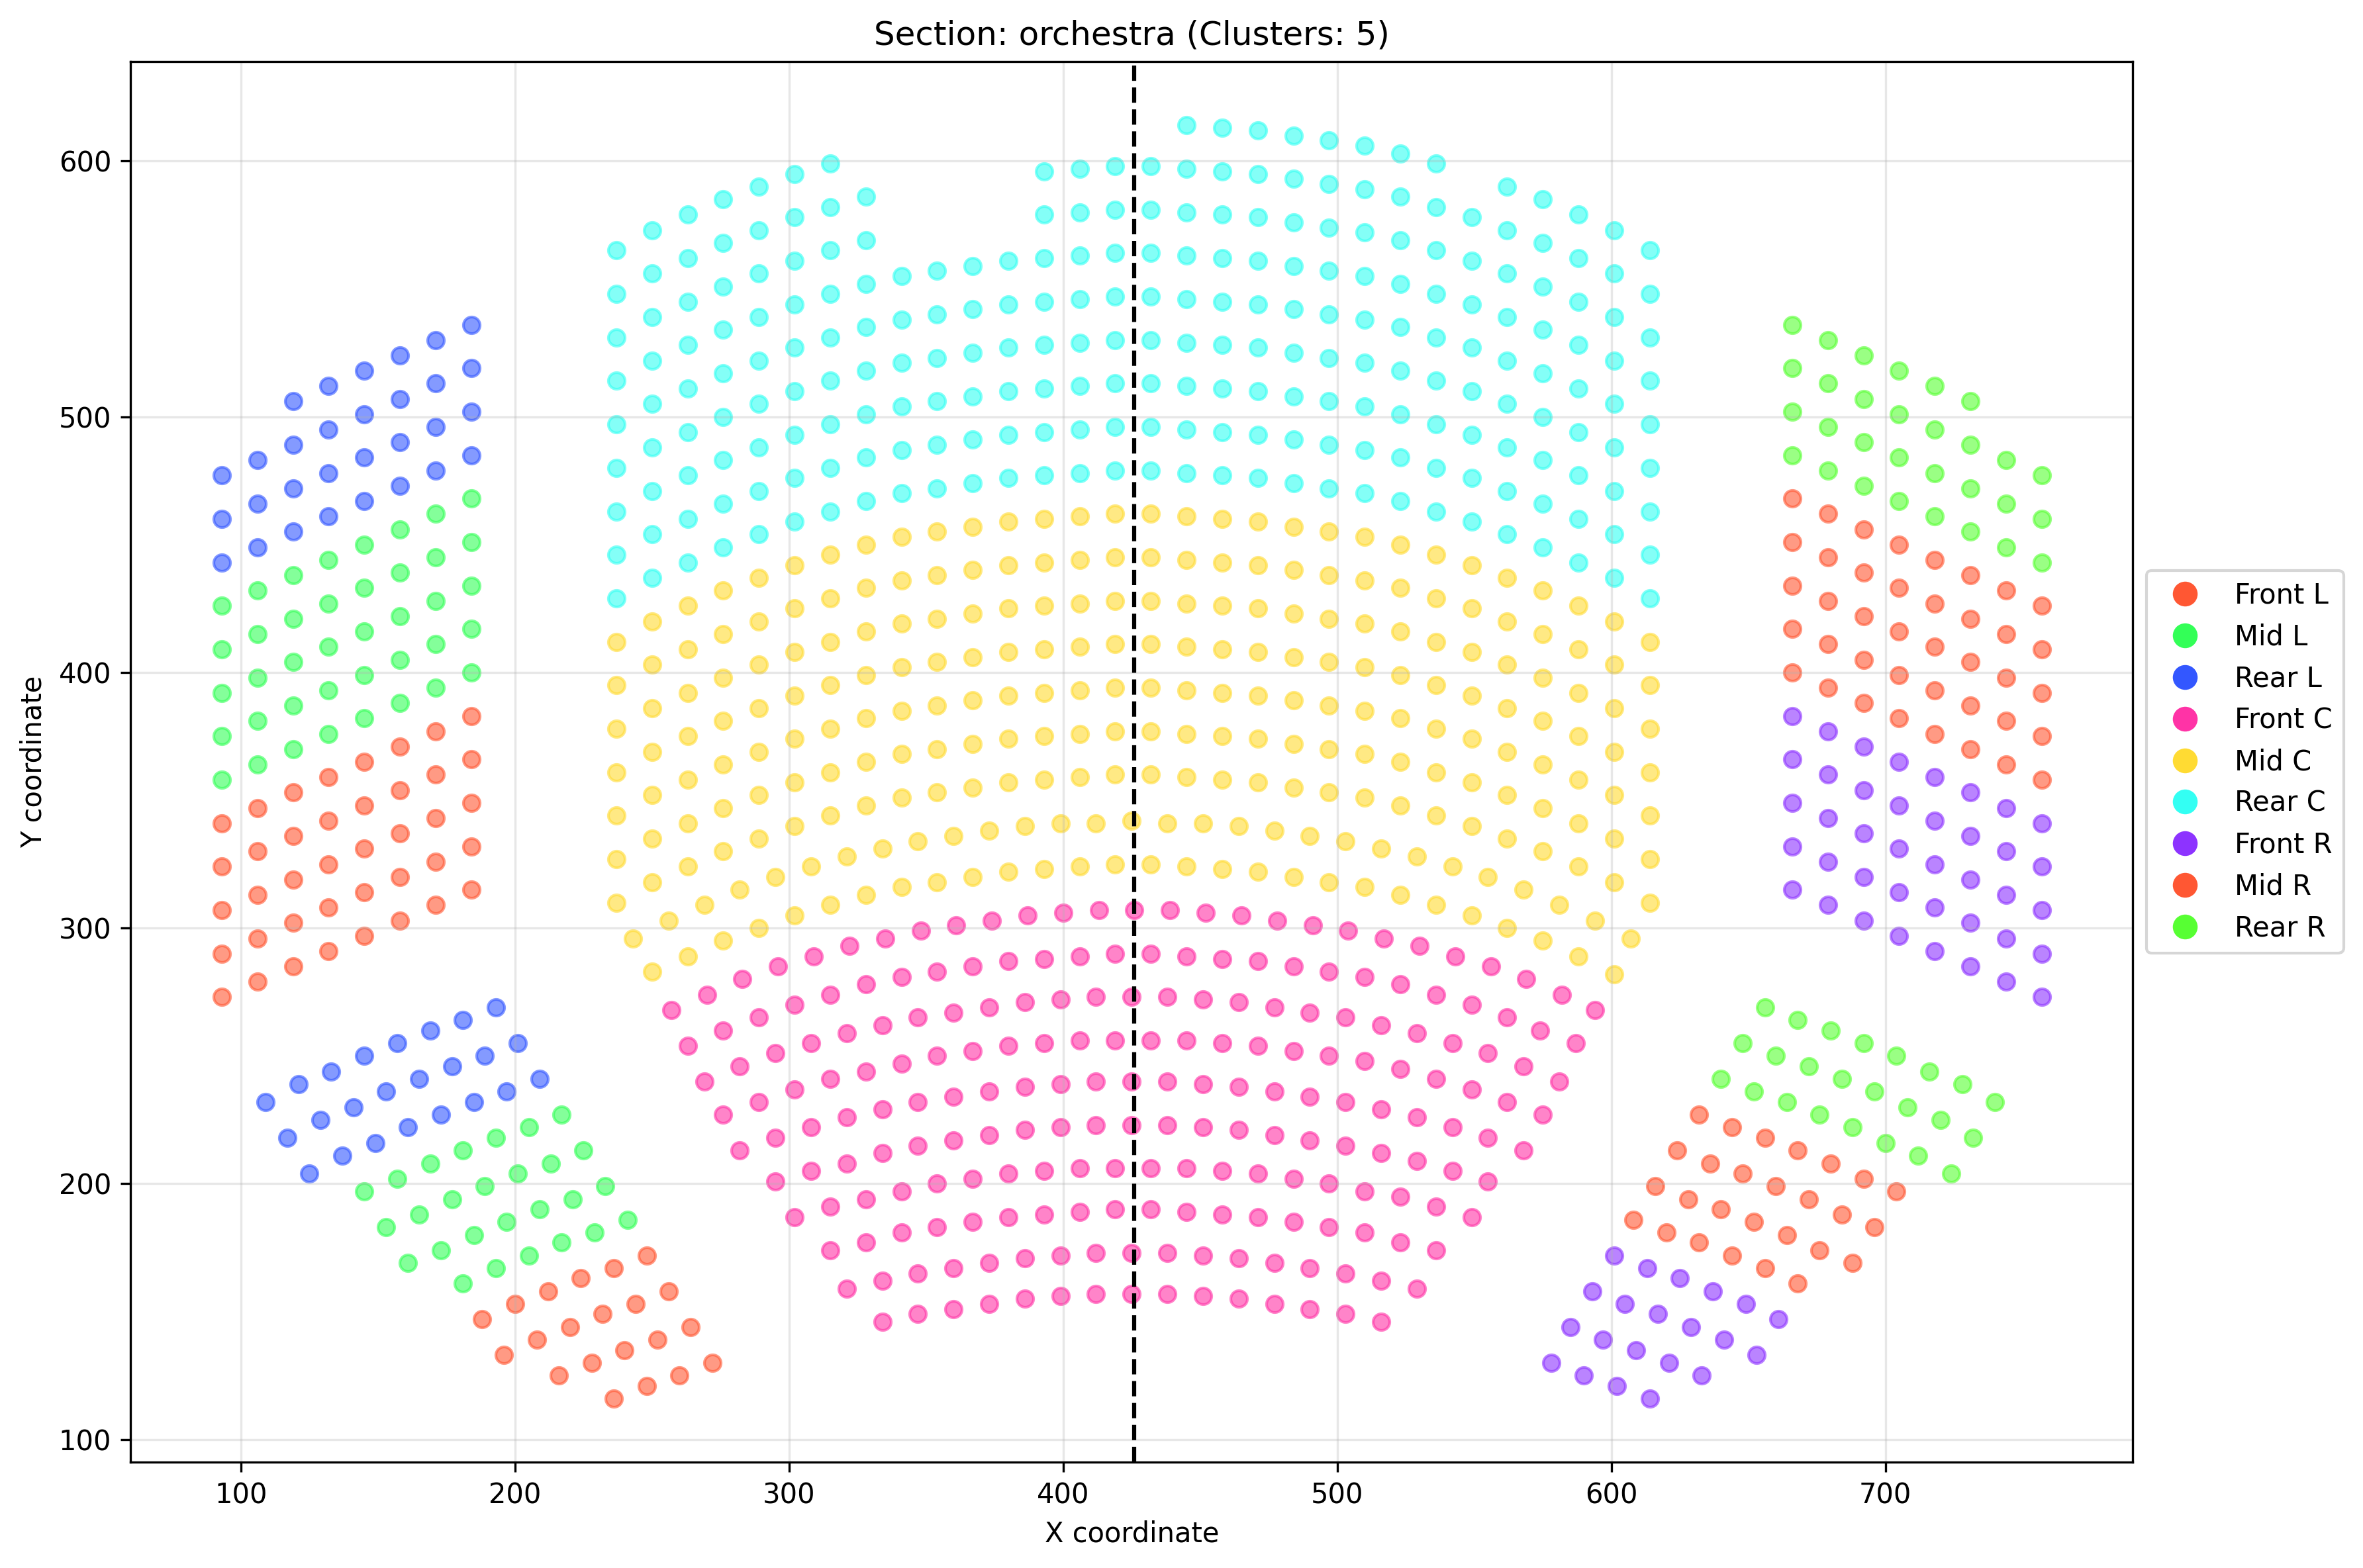 Section: orchestra (Clusters: 5)
600
500
400
300
200
100
Y coordinate
100 200 300 400 500 600 700
X coordinate
Front L
Mid L
Rear L
Front C
Mid C
Rear C
Front R
Mid R
Rear R